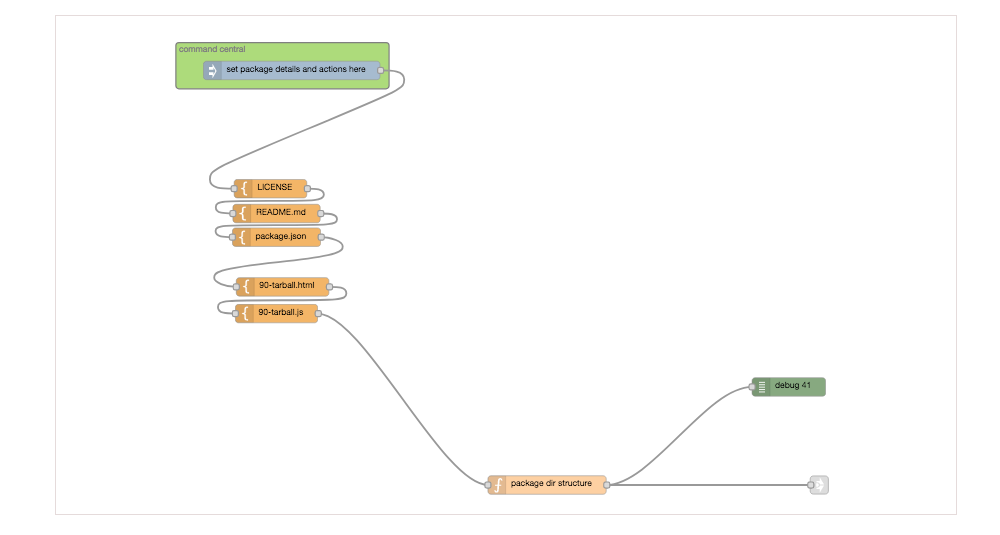 command central
set package details and actions here
LICENSE
README.md
package.json
90-tarball.html
90-tarball.js
debug 41
package dir structure